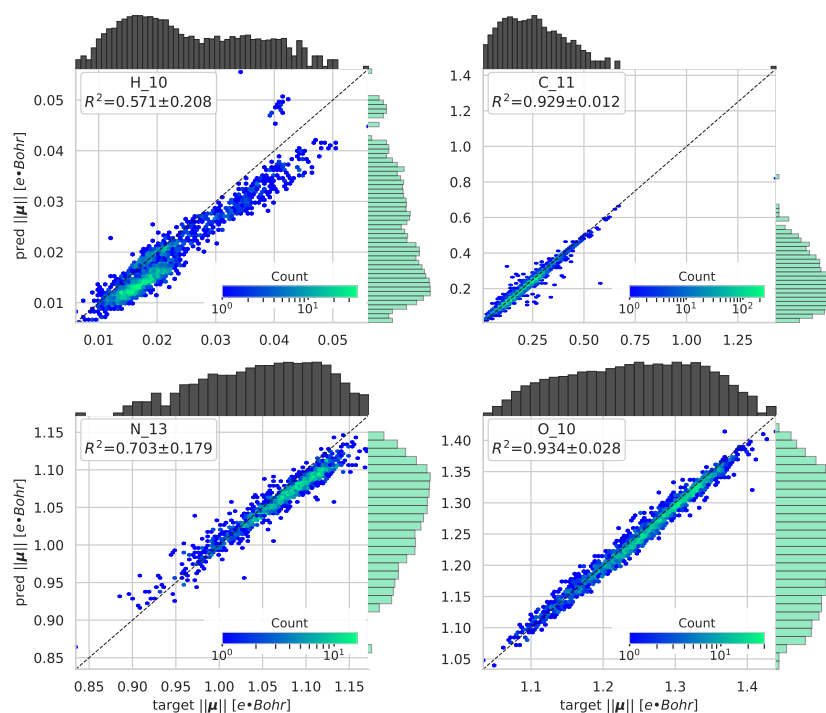 H_10
R²=0.571±0.208
0.05
0.04
0.03
0.02
0.01
pred ||μ|| [e•Bohr]
Count
10⁰ 10¹
0.01 0.02 0.03 0.04 0.05
C_11
R²=0.929±0.012
1.4
1.2
1.0
0.8
0.6
0.4
0.2
Count
10⁰ 10¹ 10²
0.25 0.50 0.75 1.00 1.25
N_13
R²=0.703±0.179
1.15
1.10
1.05
1.00
0.95
0.90
0.85
pred ||μ|| [e•Bohr]
Count
10⁰ 10¹
0.85 0.90 0.95 1.00 1.05 1.10 1.15
target ||μ|| [e•Bohr]
O_10
R²=0.934±0.028
1.40
1.35
1.30
1.25
1.20
1.15
1.10
1.05
Count
10⁰ 10¹
1.1 1.2 1.3 1.4
target ||μ|| [e•Bohr]